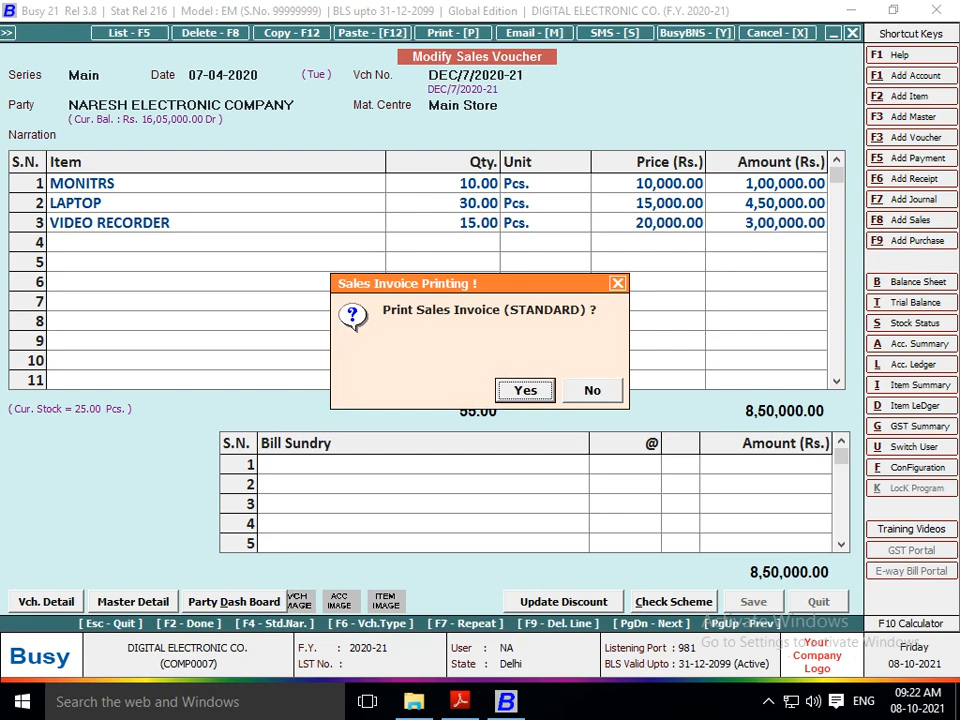 Busy 21 Rel 3.8 | Stat Rel 216 | Model : EM (S.No. 99999999) | BLS upto 31-12-2099 | Global Edition | DIGITAL ELECTRONIC CO. (F.Y. 2020-21)
>> List - F5 Delete - F8 Copy - F12 Paste - [F12] Print - [P] Email - [M] SMS - [S] BusyBNS - [Y] Cancel - [X]
Shortcut Keys
Modify Sales Voucher
Series Main Date 07-04-2020 (Tue) Vch No. DEC/7/2020-21
DEC/7/2020-21
Party NARESH ELECTRONIC COMPANY Mat. Centre Main Store
( Cur. Bal. : Rs. 16,05,000.00 Dr )
Narration
S.N. Item Qty. Unit Price (Rs.) Amount (Rs.)
1 MONITRS 10.00 Pcs. 10,000.00 1,00,000.00
2 LAPTOP 30.00 Pcs. 15,000.00 4,50,000.00
3 VIDEO RECORDER 15.00 Pcs. 20,000.00 3,00,000.00
4
5
6
7
8
9
10
11
Sales Invoice Printing !
Print Sales Invoice (STANDARD) ?
Yes No
( Cur. Stock = 25.00 Pcs. ) 55.00 8,50,000.00
S.N. Bill Sundry @ Amount (Rs.)
1
2
3
4
5
8,50,000.00
Vch. Detail Master Detail Party Dash Board VCH IMAGE ACC IMAGE ITEM IMAGE Update Discount Check Scheme Save Quit
[ Esc - Quit ] [ F2 - Done ] [ F4 - Std.Nar. ] [ F6 - Vch.Type ] [ F7 - Repeat ] [ F9 - Del. Line ] [ PgDn - Next ] [ PgUp - Prev ]
F1 Help
F1 Add Account
F2 Add Item
F3 Add Master
F3 Add Voucher
F5 Add Payment
F6 Add Receipt
F7 Add Journal
F8 Add Sales
F9 Add Purchase
B Balance Sheet
T Trial Balance
S Stock Status
A Acc. Summary
L Acc. Ledger
I Item Summary
D Item LeDger
G GST Summary
U Switch User
F ConFiguration
K LocK Program
Training Videos
GST Portal
E-way Bill Portal
F10 Calculator
Activate Windows
Go to Settings to activate Windows.
Busy
DIGITAL ELECTRONIC CO.
(COMP0007)
F.Y. : 2020-21
LST No. :
User : NA
State : Delhi
Listening Port : 981
BLS Valid Upto : 31-12-2099 (Active)
Your
Company
Logo
Friday
08-10-2021
Search the web and Windows
ENG
09:22 AM
08-10-2021